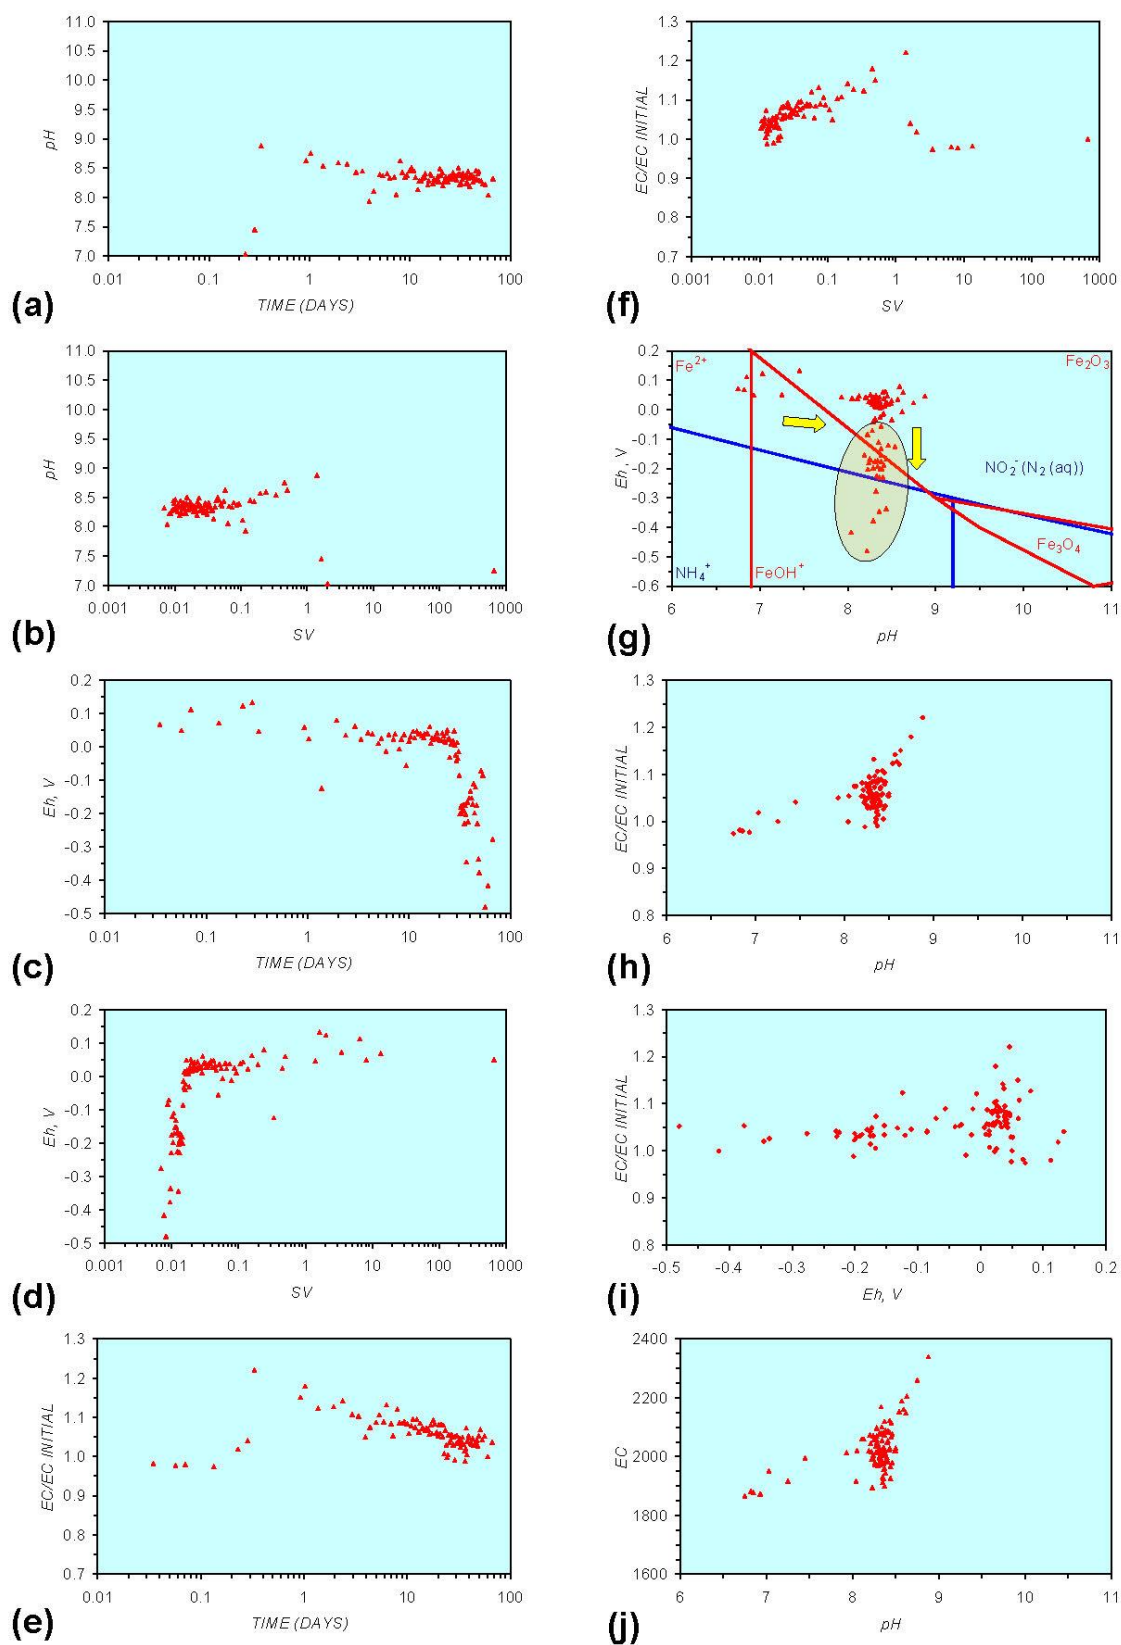 11.0
10.5
10.0
9.5
9.0
8.5
8.0
7.5
7.0
pH
0.01 0.1 1 10 100
TIME (DAYS)
(a)
11.0
10.0
9.0
8.0
7.0
pH
0.001 0.01 0.1 1 10 100 1000
SV
(b)
0.2
0.1
0.0
-0.1
-0.2
-0.3
-0.4
-0.5
Eh, V
0.01 0.1 1 10 100
TIME (DAYS)
(c)
0.2
0.1
0.0
-0.1
-0.2
-0.3
-0.4
-0.5
Eh, V
0.001 0.01 0.1 1 10 100 1000
SV
(d)
1.3
1.2
1.1
1.0
0.9
0.8
0.7
EC/EC INITIAL
0.01 0.1 1 10 100
TIME (DAYS)
(e)
1.3
1.2
1.1
1.0
0.9
0.8
0.7
EC/EC INITIAL
0.001 0.01 0.1 1 10 100 1000
SV
(f)
0.2
0.1
0.0
-0.1
-0.2
-0.3
-0.4
-0.5
-0.6
Eh, V
Fe²⁺ Fe₂O₃
NO₂⁻(N₂(aq))
Fe₃O₄
NH₄⁺ FeOH⁺
6 7 8 9 10 11
pH
(g)
1.3
1.2
1.1
1.0
0.9
0.8
EC/EC INITIAL
6 7 8 9 10 11
pH
(h)
1.3
1.2
1.1
1.0
0.9
0.8
EC/EC INITIAL
-0.5 -0.4 -0.3 -0.2 -0.1 0 0.1 0.2
Eh, V
(i)
2400
2200
2000
1800
1600
EC
6 7 8 9 10 11
pH
(j)